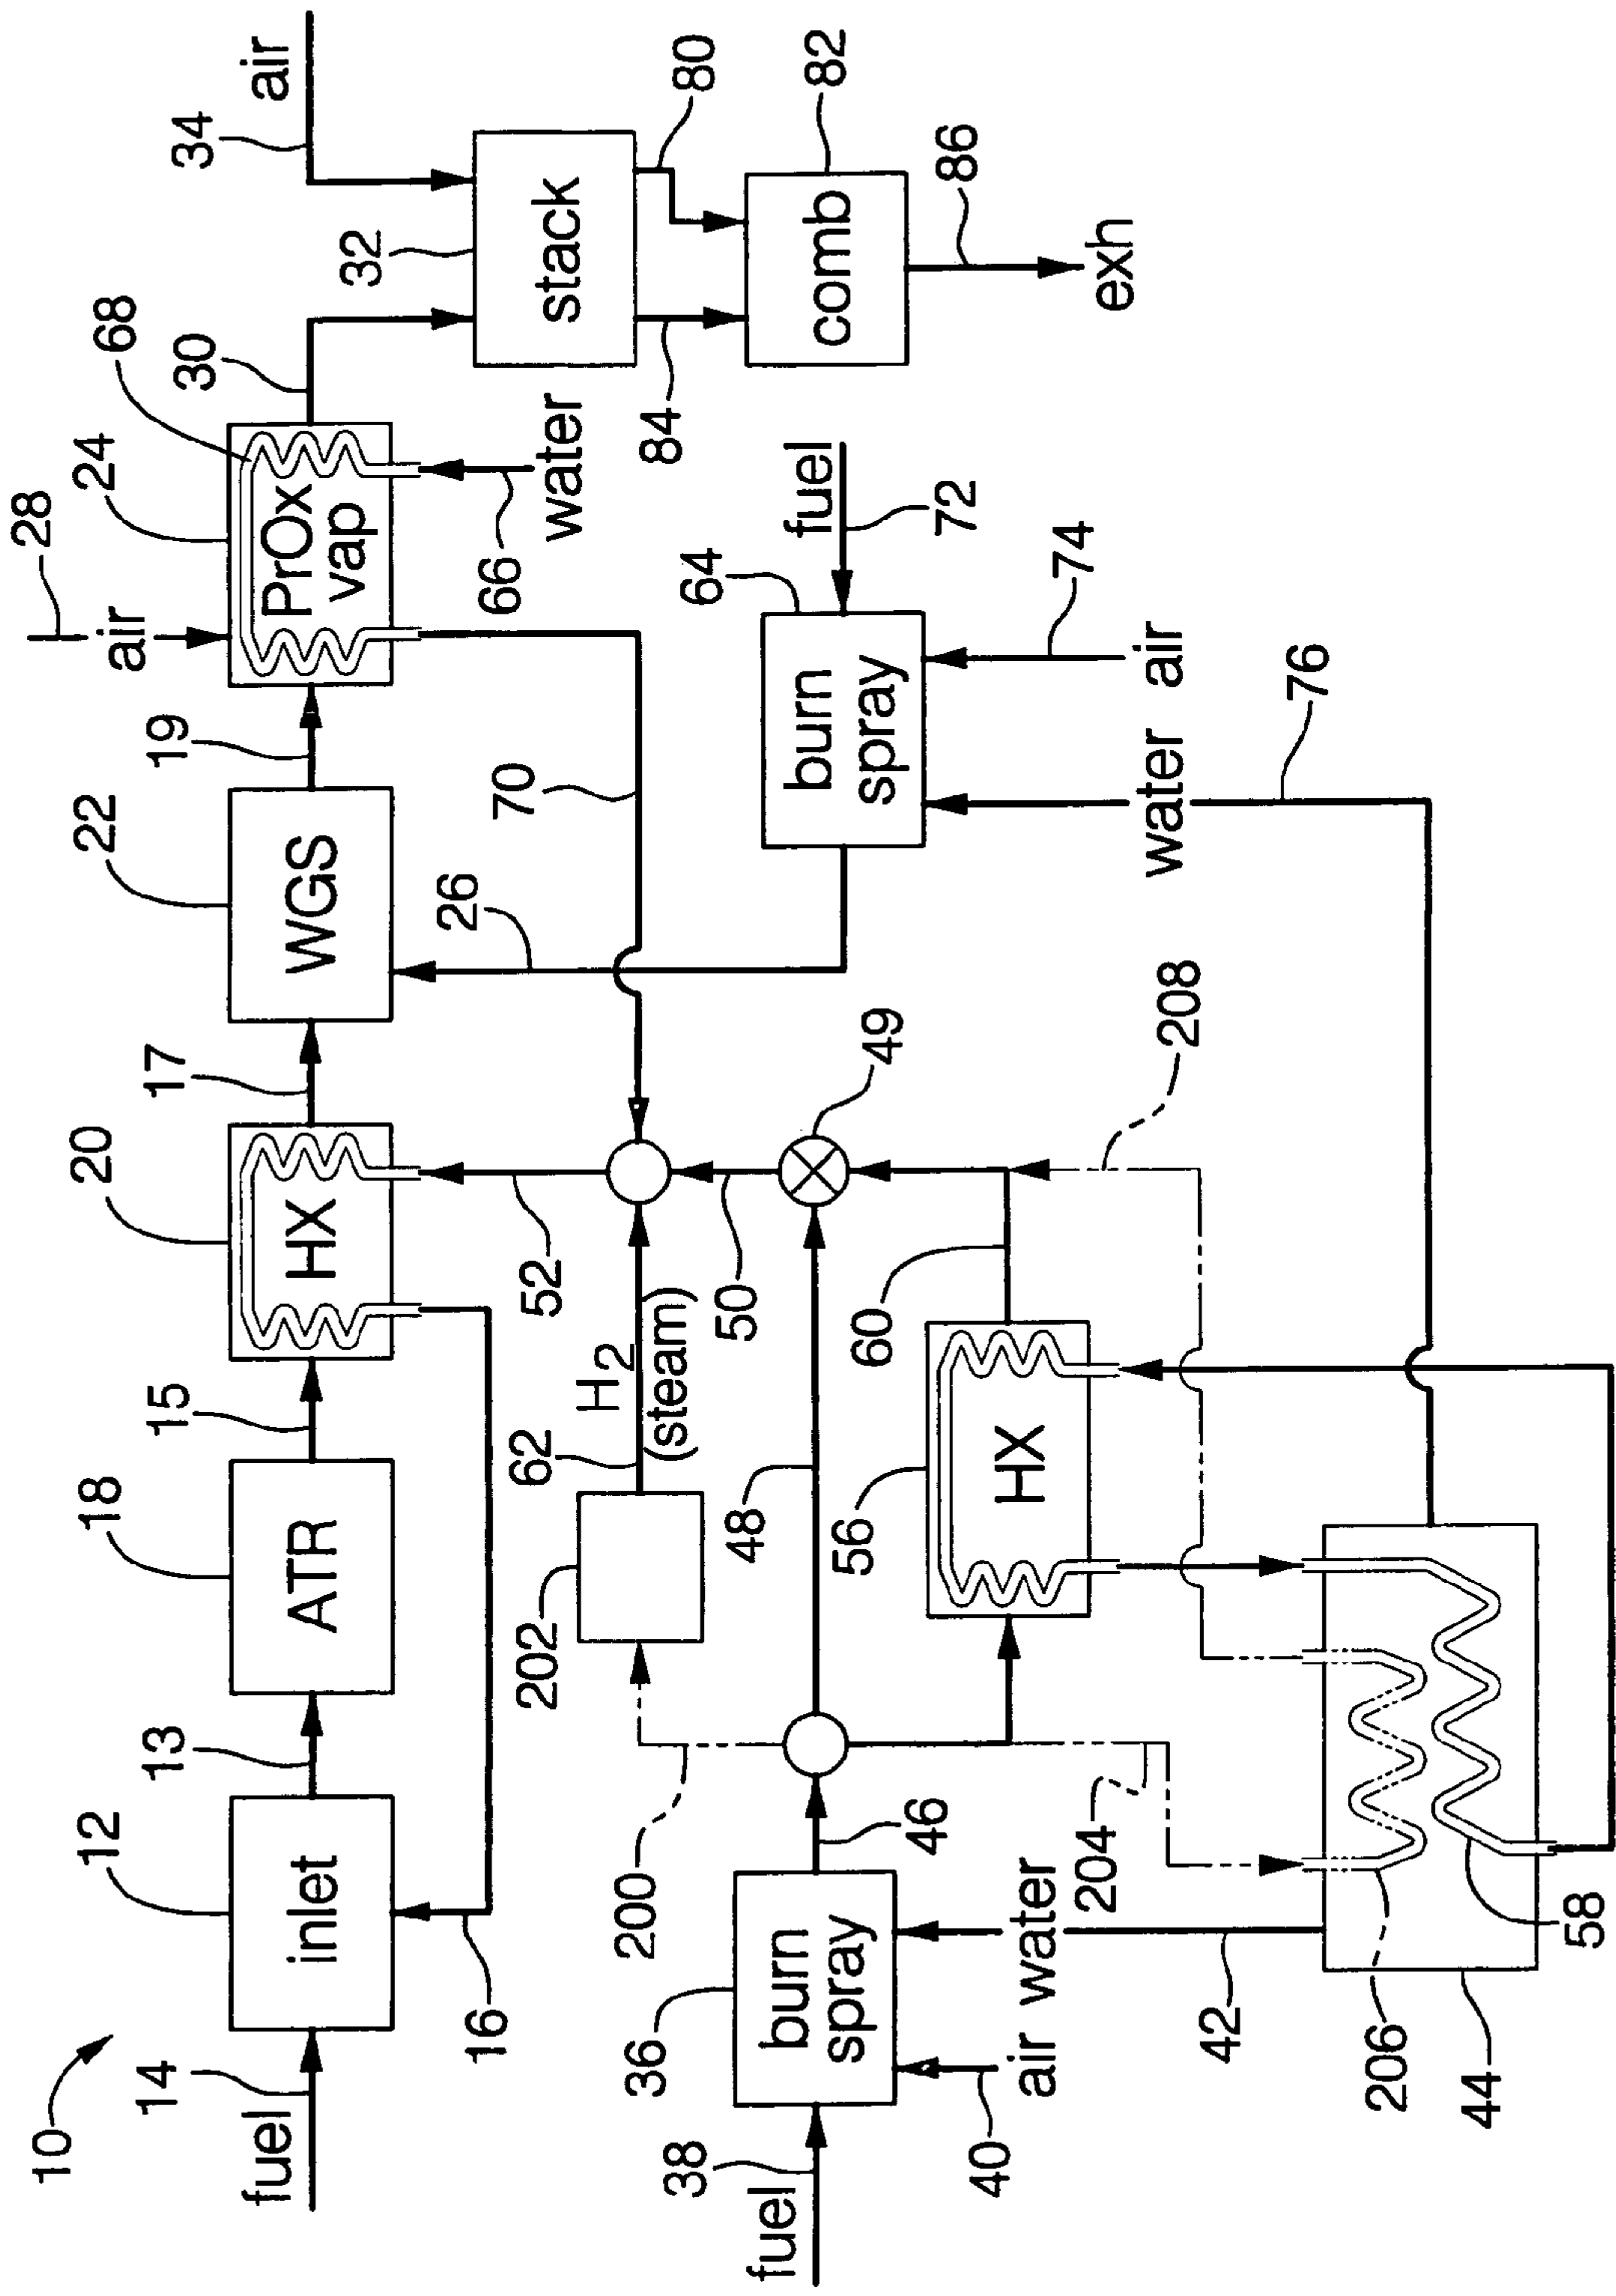 10
fuel
14
12
inlet
13
18
ATR
15
20
HX
17
22
WGS
19
28
air
24
PrOx
vap
68
30
34
air
16
52
26
70
66
water
32
stack
80
84
82
comb
86
exh
202
62
H2
(steam)
50
49
200
38
fuel
36
burn
spray
40
air
water
46
48
56
HX
60
208
64
burn
spray
fuel
72
74
air
water
76
204
42
44
206
58